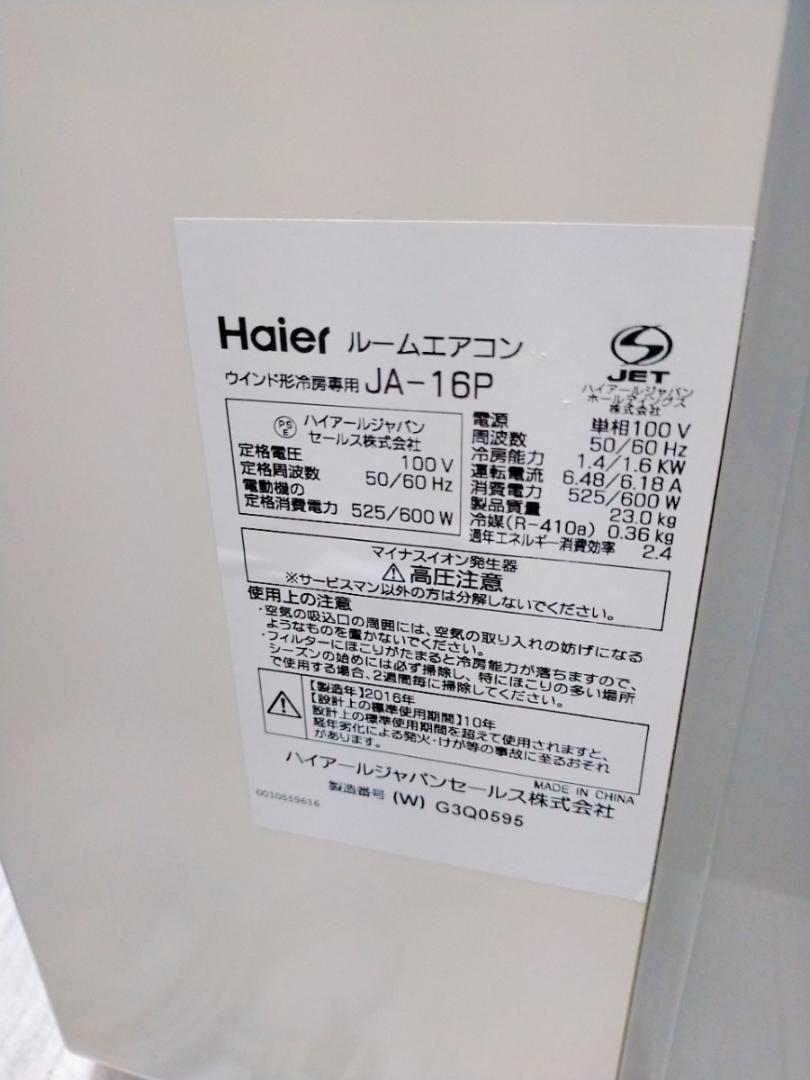 Haier ルームエアコン
ウインド形冷房専用 JA-16P
JET
ハイアールジャパン
ホールディングス
株式会社
PSE ハイアールジャパン
セールス株式会社
定格電圧 100 V
定格周波数 50/60 Hz
電動機の
定格消費電力 525/600 W
電源 単相100 V
周波数 50/60 Hz
冷房能力 1.4/1.6 KW
運転電流 6.48/6.18 A
消費電力 525/600 W
製品質量 23.0 kg
冷媒(R-410a) 0.36 kg
通年エネルギー消費効率 2.4
マイナスイオン発生器
高圧注意
※サービスマン以外の方は分解しないでください。
使用上の注意
・空気の吸込口の周囲には、空気の取り入れの妨げになる
ようなものを置かないでください。
・フィルターにほこりがたまると冷房能力が落ちますので、
シーズンの始めには必ず掃除し、特にほこりの多い場所
で使用する場合、2週間毎に掃除してください。
【製造年】2016年
【設計上の標準使用期間】10年
設計上の標準使用期間を超えて使用されますと、
経年劣化による発火・けが等の事故に至るおそれ
があります。
MADE IN CHINA
ハイアールジャパンセールス株式会社
0010559616
製造番号 (W) G3Q0595